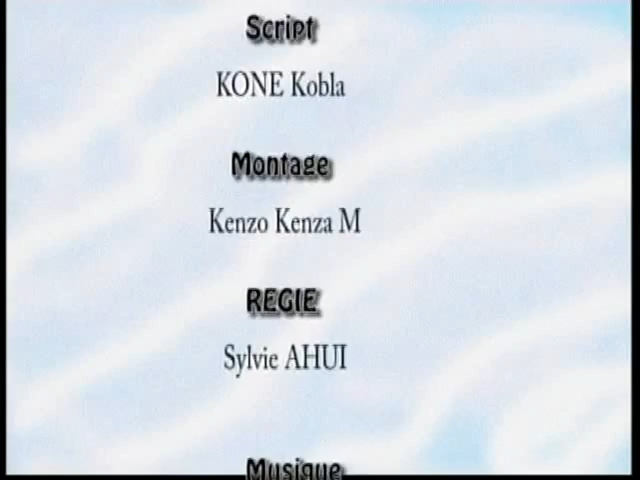 Script
KONE Kobla
Montage
Kenzo Kenza M
REGIE
Sylvie AHUI
Musique